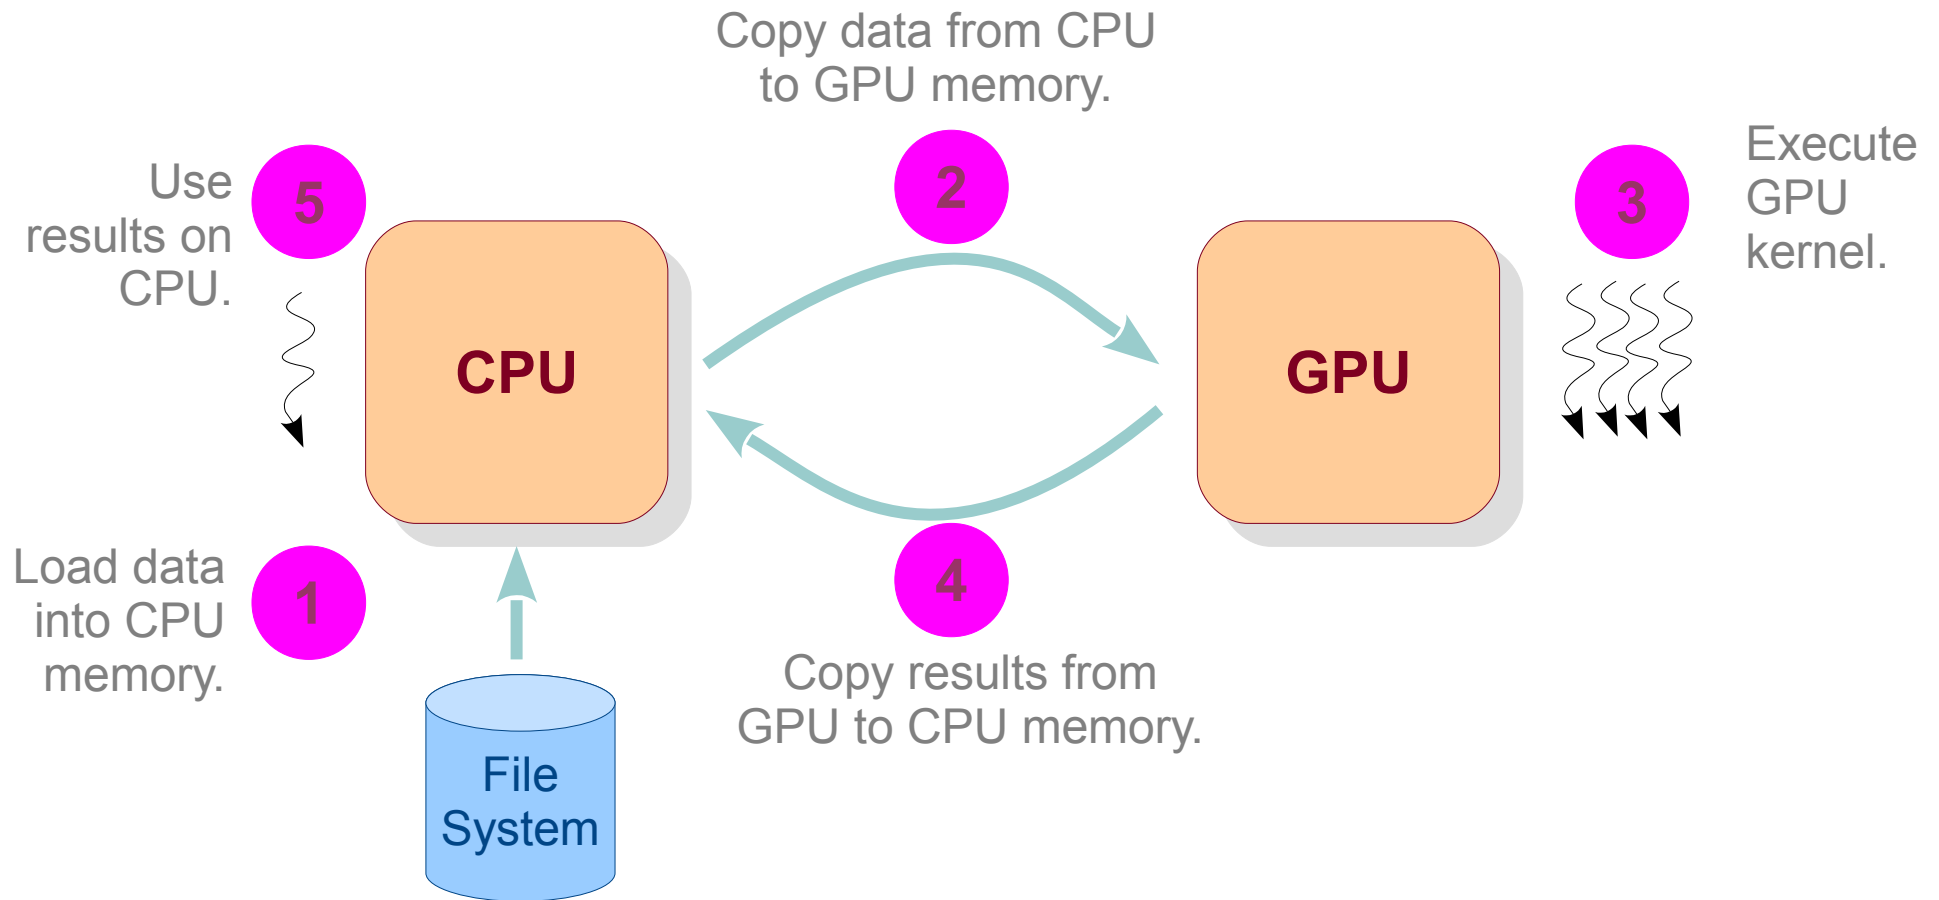 Copy data from CPU
to GPU memory.
2
Use
results on
CPU.
5
3
Execute
GPU
kernel.
CPU
GPU
Load data
into CPU
memory.
1
4
Copy results from
GPU to CPU memory.
File
System